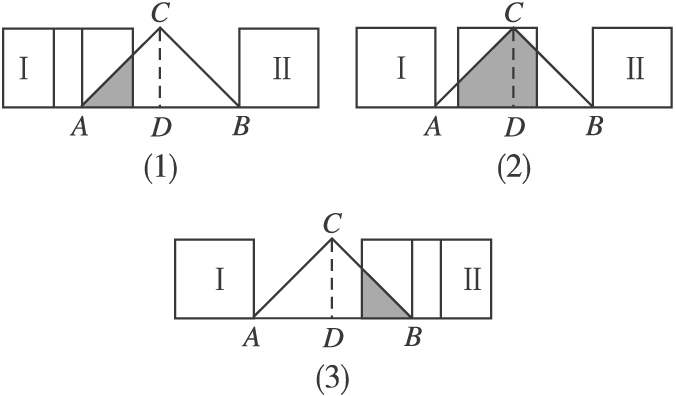 C C
I II I II
A D B A D B
(1) (2)
C
I II
A D B
(3)